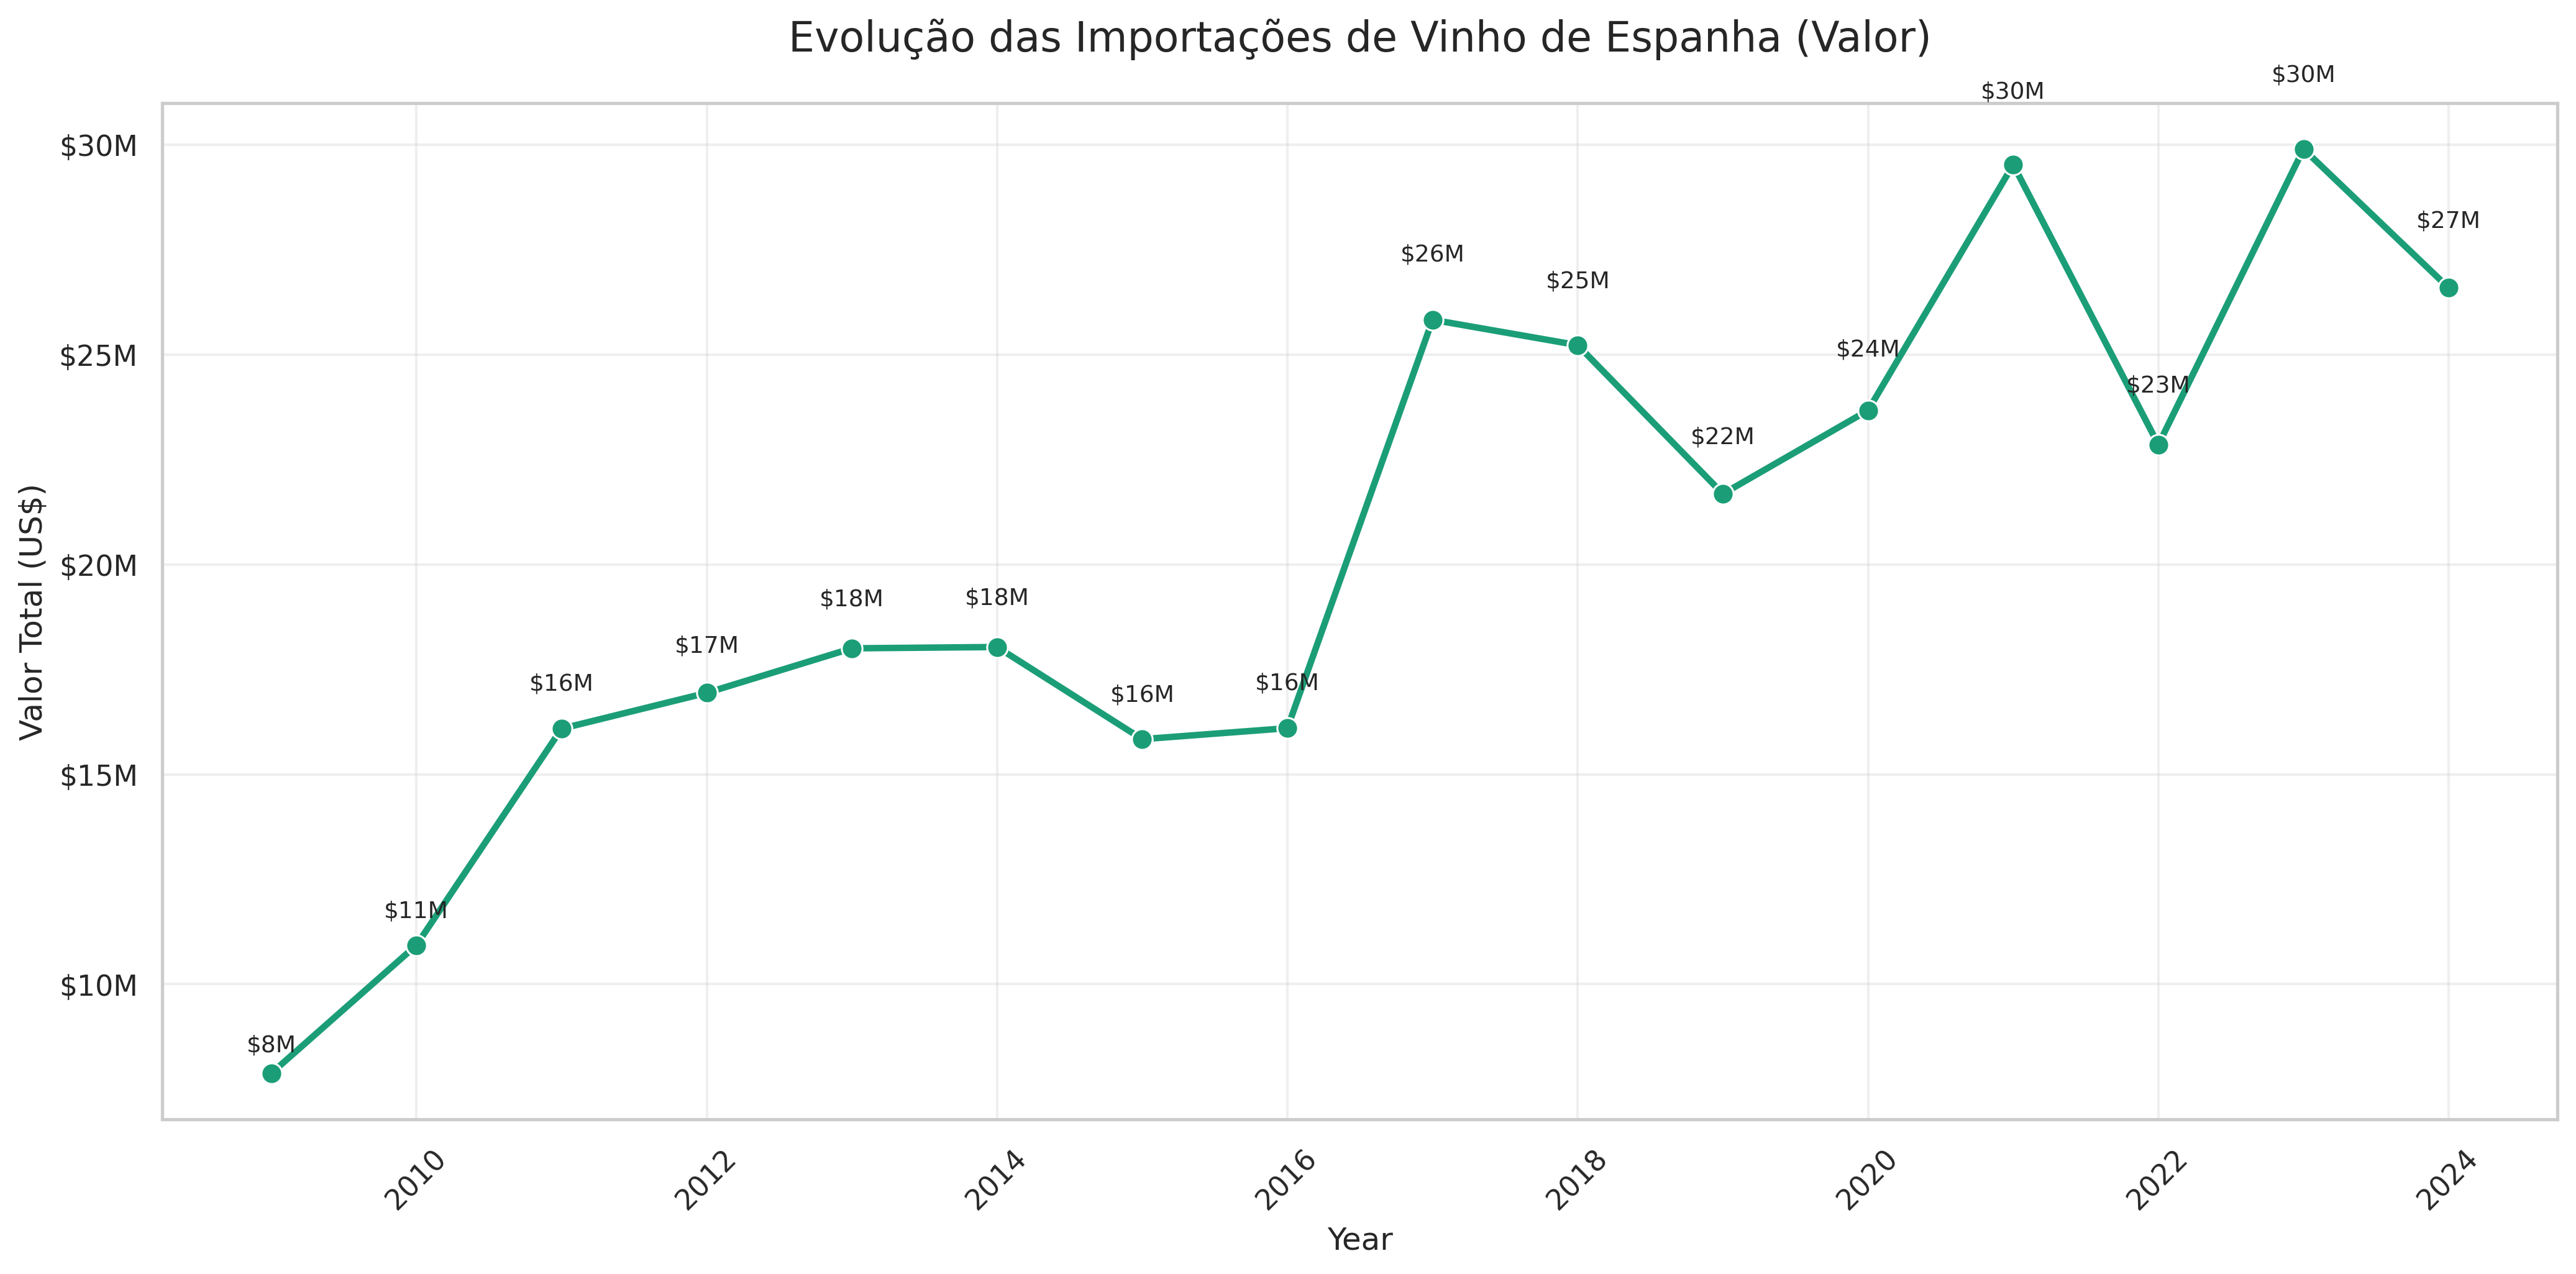 Evolução das Importações de Vinho de Espanha (Valor)
Valor Total (US$)
$30M
$25M
$20M
$15M
$10M
$8M
$11M
$16M
$17M
$18M
$18M
$16M
$16M
$26M
$25M
$22M
$24M
$30M
$23M
$30M
$27M
2010
2012
2014
2016
2018
2020
2022
2024
Year